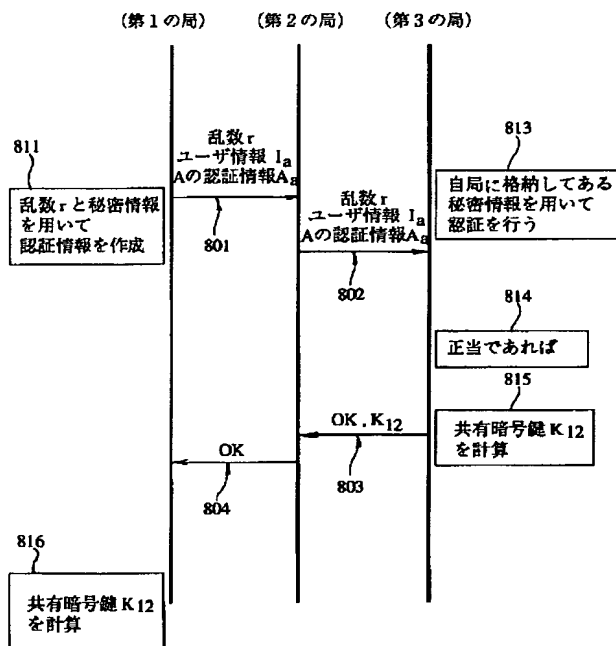 (第1の局) (第2の局) (第3の局)
811
乱数rと秘密情報
を用いて
認証情報を作成
乱数r
ユーザ情報 Ia
Aの認証情報Aa
801
乱数r
ユーザ情報 Ia
Aの認証情報Aa
802
813
自局に格納してある
秘密情報を用いて
認証を行う
814
正当であれば
815
共有暗号鍵K12
を計算
OK,K12
803
OK
804
816
共有暗号鍵K12
を計算